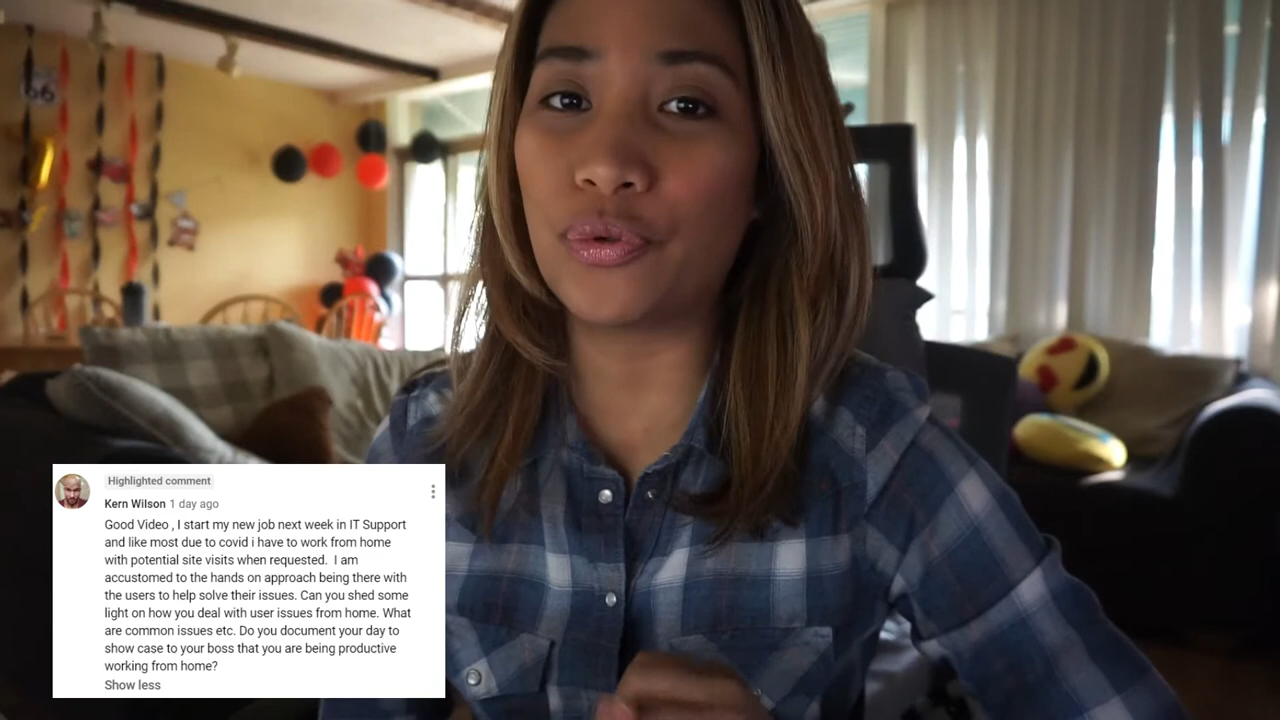 66
Highlighted comment
Kern Wilson 1 day ago
Good Video , I start my new job next week in IT Support
and like most due to covid i have to work from home
with potential site visits when requested.  I am
accustomed to the hands on approach being there with
the users to help solve their issues. Can you shed some
light on how you deal with user issues from home. What
are common issues etc. Do you document your day to
show case to your boss that you are being productive
working from home?
Show less